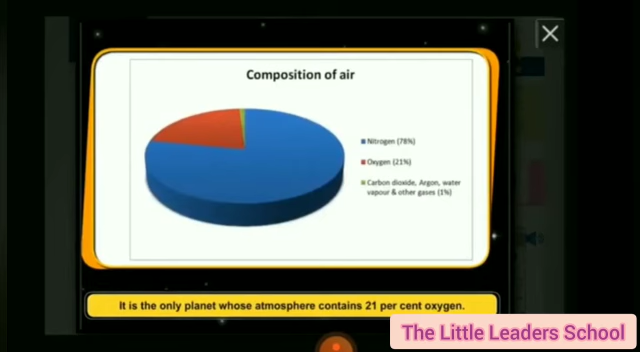 Composition of air
Nitrogen (78%)
Oxygen (21%)
Carbon dioxide, Argon, water
vapour & other gases (1%)
It is the only planet whose atmosphere contains 21 per cent oxygen.
The Little Leaders School